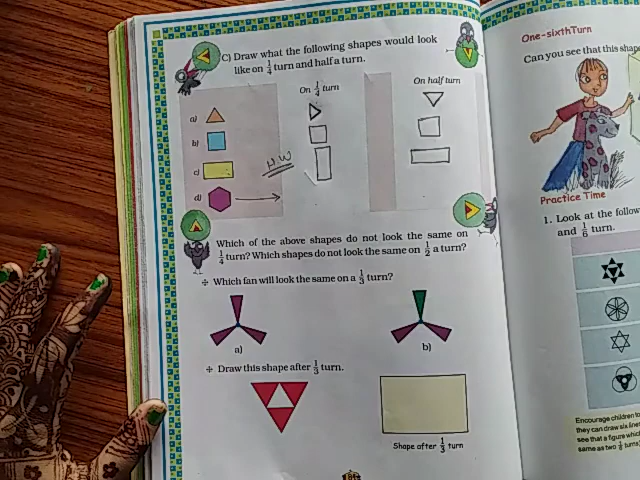 C) Draw what the following shapes would look
like on 1/4 turn and half a turn.
On 1/4 turn
On half turn
a)
b)
c)
d)
H.W
Which of the above shapes do not look the same on
1/4 turn? Which shapes do not look the same on 1/2 a turn?
✣ Which fan will look the same on a 1/3 turn?
a)
b)
✣ Draw this shape after 1/3 turn.
Shape after 1/3 turn
One-sixth Turn
Can you see that this shap
Practice Time
1. Look at the follow
and 1/6 turn.
Encourage children to
they can draw six lines
see that a figure whic
same as two 1/6 turns